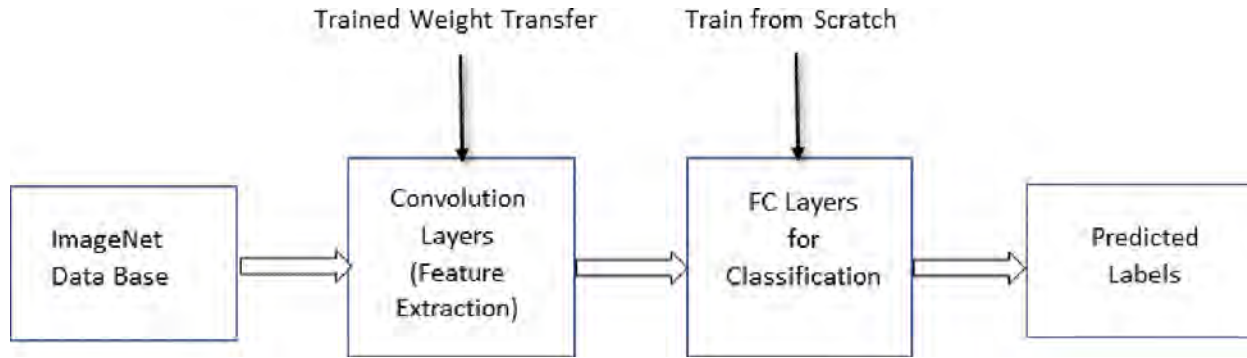 Trained Weight Transfer
Train from Scratch
ImageNet
Data Base
Convolution
Layers
(Feature
Extraction)
FC Layers
for
Classification
Predicted
Labels